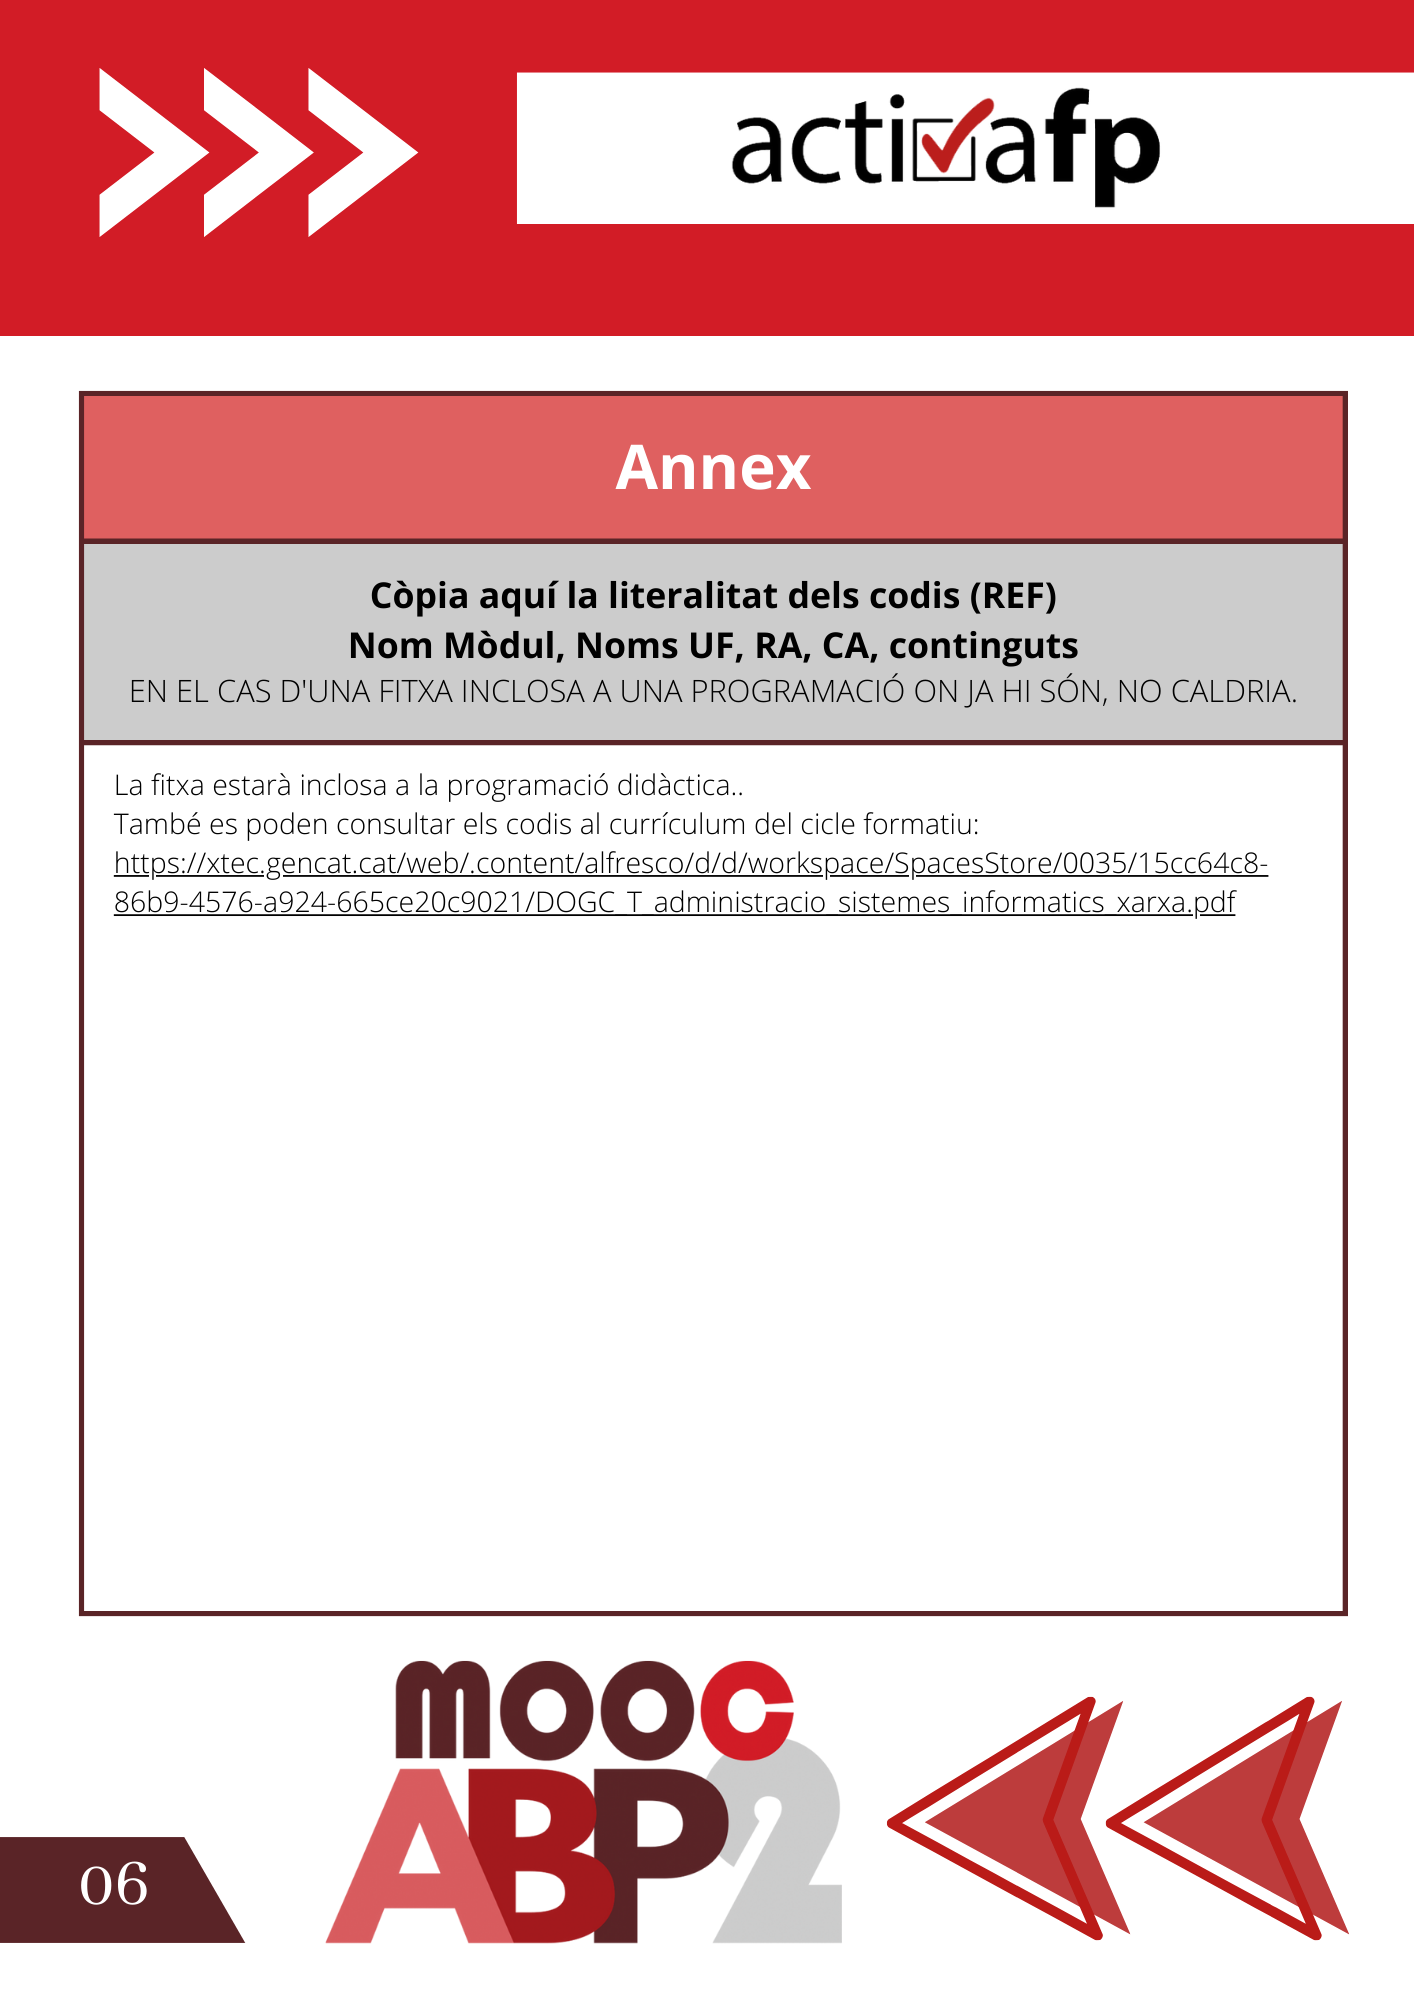 activafp
Annex
Còpia aquí la literalitat dels codis (REF)
Nom Mòdul, Noms UF, RA, CA, continguts
EN EL CAS D'UNA FITXA INCLOSA A UNA PROGRAMACIÓ ON JA HI SÓN, NO CALDRIA.
La fitxa estarà inclosa a la programació didàctica..
També es poden consultar els codis al currículum del cicle formatiu:
https://xtec.gencat.cat/web/.content/alfresco/d/d/workspace/SpacesStore/0035/15cc64c8-
86b9-4576-a924-665ce20c9021/DOGC_T_administracio_sistemes_informatics_xarxa.pdf
MOOC
ABP2
06